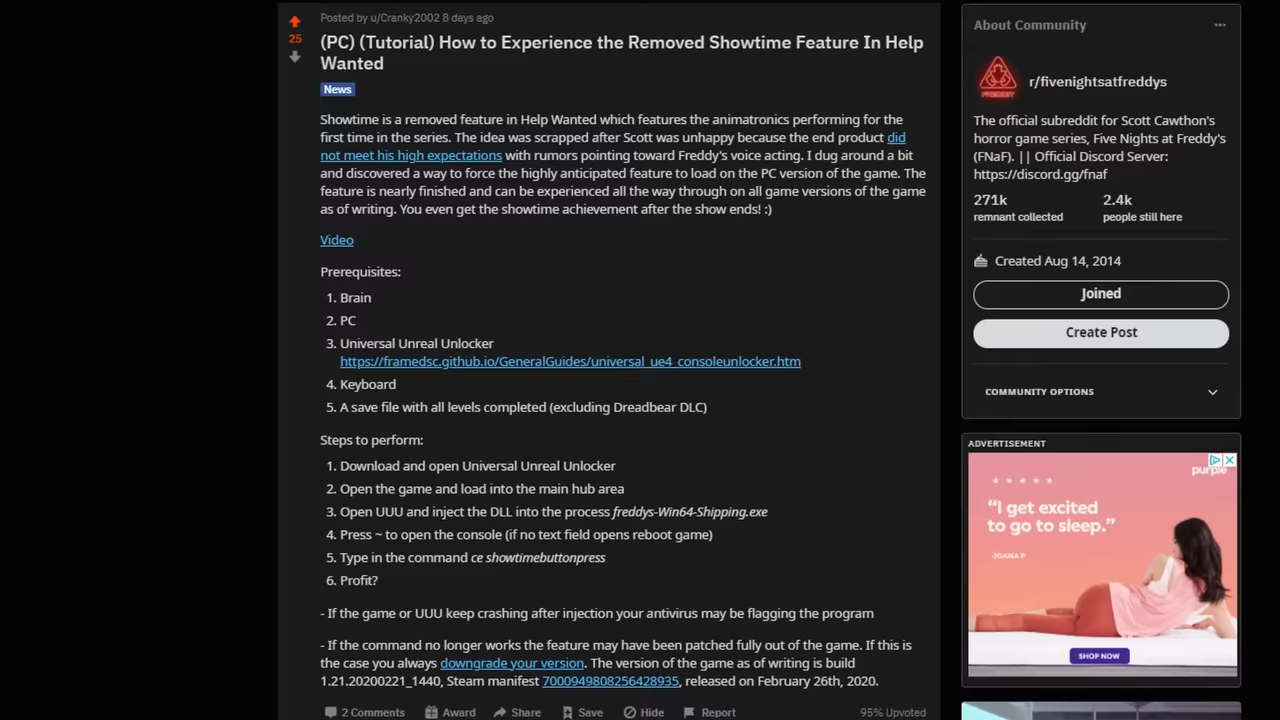 Posted by u/Cranky2002 8 days ago
25
(PC) (Tutorial) How to Experience the Removed Showtime Feature In Help
Wanted
News
Showtime is a removed feature in Help Wanted which features the animatronics performing for the
first time in the series. The idea was scrapped after Scott was unhappy because the end product did
not meet his high expectations with rumors pointing toward Freddy's voice acting. I dug around a bit
and discovered a way to force the highly anticipated feature to load on the PC version of the game. The
feature is nearly finished and can be experienced all the way through on all game versions of the game
as of writing. You even get the showtime achievement after the show ends! :)
Video
Prerequisites:
1. Brain
2. PC
3. Universal Unreal Unlocker
https://framedsc.github.io/GeneralGuides/universal_ue4_consoleunlocker.htm
4. Keyboard
5. A save file with all levels completed (excluding Dreadbear DLC)
Steps to perform:
1. Download and open Universal Unreal Unlocker
2. Open the game and load into the main hub area
3. Open UUU and inject the DLL into the process freddys-Win64-Shipping.exe
4. Press ~ to open the console (if no text field opens reboot game)
5. Type in the command ce showtimebuttonpress
6. Profit?
- If the game or UUU keep crashing after injection your antivirus may be flagging the program
- If the command no longer works the feature may have been patched fully out of the game. If this is
the case you always downgrade your version. The version of the game as of writing is build
1.21.20200221_1440, Steam manifest 7000949808256428935, released on February 26th, 2020.
2 Comments Award Share Save Hide Report 95% Upvoted
About Community
r/fivenightsatfreddys
The official subreddit for Scott Cawthon's
horror game series, Five Nights at Freddy's
(FNaF). || Official Discord Server:
https://discord.gg/fnaf
271k 2.4k
remnant collected people still here
Created Aug 14, 2014
Joined
Create Post
COMMUNITY OPTIONS
ADVERTISEMENT
purple
“I get excited
to go to sleep.”
JOANA P
SHOP NOW